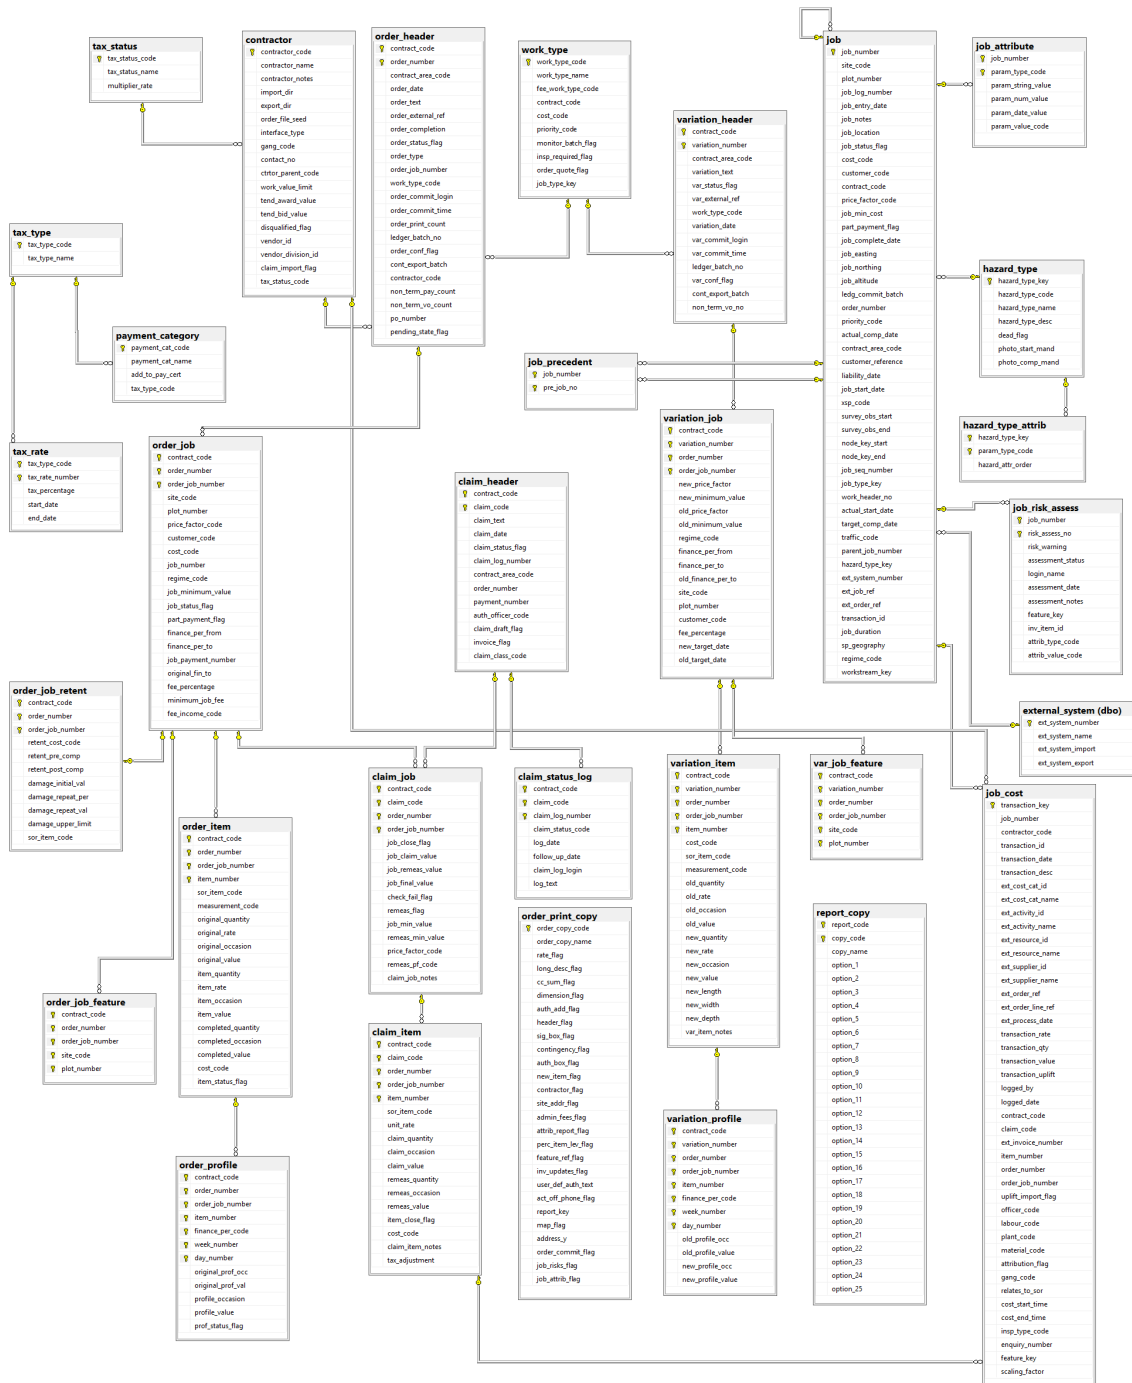 tax_status
tax_status_code
tax_status_name
multiplier_rate
contractor
contractor_code
contractor_name
contractor_notes
import_dir
export_dir
order_file_seed
interface_type
gang_code
contact_no
ctrtor_parent_code
work_value_limit
tend_award_value
tend_bid_value
disqualified_flag
vendor_id
vendor_division_id
claim_import_flag
tax_status_code
order_header
contract_code
order_number
contract_area_code
order_date
order_text
order_external_ref
order_completion
order_status_flag
order_type
order_job_number
work_type_code
order_commit_login
order_commit_time
order_print_count
ledger_batch_no
order_conf_flag
cont_export_batch
contractor_code
non_term_pay_count
non_term_vo_count
po_number
pending_state_flag
work_type
work_type_code
work_type_name
fee_work_type_code
contract_code
cost_code
priority_code
monitor_batch_flag
insp_required_flag
order_quote_flag
job_type_key
variation_header
contract_code
variation_number
contract_area_code
variation_text
var_status_flag
var_external_ref
work_type_code
variation_date
var_commit_login
var_commit_time
ledger_batch_no
var_conf_flag
cont_export_batch
non_term_vo_no
job
job_number
site_code
plot_number
job_log_number
job_entry_date
job_notes
job_location
job_status_flag
cost_code
customer_code
contract_code
price_factor_code
job_min_cost
part_payment_flag
job_complete_date
job_easting
job_northing
job_altitude
ledg_commit_batch
order_number
priority_code
actual_comp_date
contract_area_code
customer_reference
liability_date
job_start_date
xsp_code
survey_obs_start
survey_obs_end
node_key_start
node_key_end
job_seq_number
job_type_key
work_header_no
actual_start_date
target_comp_date
traffic_code
parent_job_number
hazard_type_key
ext_system_number
ext_job_ref
ext_order_ref
transaction_id
job_duration
sp_geography
regime_code
workstream_key
job_attribute
job_number
param_type_code
param_string_value
param_num_value
param_date_value
param_value_code
tax_type
tax_type_code
tax_type_name
payment_category
payment_cat_code
payment_cat_name
add_to_pay_cert
tax_type_code
hazard_type
hazard_type_key
hazard_type_code
hazard_type_name
hazard_type_desc
dead_flag
photo_start_mand
photo_comp_mand
job_precedent
job_number
pre_job_no
hazard_type_attrib
hazard_type_key
param_type_code
hazard_attr_order
tax_rate
tax_type_code
tax_rate_number
tax_percentage
start_date
end_date
order_job
contract_code
order_number
order_job_number
site_code
plot_number
price_factor_code
customer_code
cost_code
job_number
regime_code
job_minimum_value
job_status_flag
part_payment_flag
finance_per_from
finance_per_to
job_payment_number
original_fin_to
fee_percentage
minimum_job_fee
fee_income_code
claim_header
contract_code
claim_code
claim_text
claim_date
claim_status_flag
claim_log_number
contract_area_code
order_number
payment_number
auth_officer_code
claim_draft_flag
invoice_flag
claim_class_code
variation_job
contract_code
variation_number
order_number
order_job_number
new_price_factor
new_minimum_value
old_price_factor
old_minimum_value
regime_code
finance_per_from
finance_per_to
old_finance_per_to
site_code
plot_number
customer_code
fee_percentage
new_target_date
old_target_date
job_risk_assess
job_number
risk_assess_no
risk_warning
assessment_status
login_name
assessment_date
assessment_notes
feature_key
inv_item_id
attrib_type_code
attrib_value_code
order_job_retent
contract_code
order_number
order_job_number
retent_cost_code
retent_pre_comp
retent_post_comp
damage_initial_val
damage_repeat_per
damage_repeat_val
damage_upper_limit
sor_item_code
external_system (dbo)
ext_system_number
ext_system_name
ext_system_import
ext_system_export
claim_job
contract_code
claim_code
order_number
order_job_number
job_close_flag
job_claim_value
job_remeas_value
job_final_value
check_fail_flag
remeas_flag
job_min_value
remeas_min_value
price_factor_code
remeas_pf_code
claim_job_notes
claim_status_log
contract_code
claim_code
claim_log_number
claim_status_code
log_date
follow_up_date
claim_log_login
log_text
variation_item
contract_code
variation_number
order_number
order_job_number
item_number
cost_code
sor_item_code
measurement_code
old_quantity
old_rate
old_occasion
old_value
new_quantity
new_rate
new_occasion
new_value
new_length
new_width
new_depth
var_item_notes
var_job_feature
contract_code
variation_number
order_number
order_job_number
site_code
plot_number
job_cost
transaction_key
job_number
contractor_code
transaction_id
transaction_date
transaction_desc
ext_cost_cat_id
ext_cost_cat_name
ext_activity_id
ext_activity_name
ext_resource_id
ext_resource_name
ext_supplier_id
ext_supplier_name
ext_order_ref
ext_order_line_ref
ext_process_date
transaction_rate
transaction_qty
transaction_value
transaction_uplift
logged_by
logged_date
contract_code
claim_code
ext_invoice_number
item_number
order_number
order_job_number
uplift_import_flag
officer_code
labour_code
plant_code
material_code
attribution_flag
gang_code
relates_to_sor
cost_start_time
cost_end_time
insp_type_code
enquiry_number
feature_key
scaling_factor
order_item
contract_code
order_number
order_job_number
item_number
sor_item_code
measurement_code
original_quantity
original_rate
original_occasion
original_value
item_quantity
item_rate
item_occasion
item_value
completed_quantity
completed_occasion
completed_value
cost_code
item_status_flag
order_print_copy
order_copy_code
order_copy_name
rate_flag
long_desc_flag
cc_sum_flag
dimension_flag
auth_add_flag
header_flag
sig_box_flag
contingency_flag
auth_box_flag
new_item_flag
contractor_flag
site_addr_flag
admin_fees_flag
attrib_report_flag
perc_item_lev_flag
feature_ref_flag
inv_updates_flag
user_def_auth_text
act_off_phone_flag
report_key
map_flag
address_y
order_commit_flag
job_risks_flag
job_attrib_flag
report_copy
report_code
copy_code
copy_name
option_1
option_2
option_3
option_4
option_5
option_6
option_7
option_8
option_9
option_10
option_11
option_12
option_13
option_14
option_15
option_16
option_17
option_18
option_19
option_20
option_21
option_22
option_23
option_24
option_25
order_job_feature
contract_code
order_number
order_job_number
site_code
plot_number
claim_item
contract_code
claim_code
order_number
order_job_number
item_number
sor_item_code
unit_rate
claim_quantity
claim_occasion
claim_value
remeas_quantity
remeas_occasion
remeas_value
item_close_flag
cost_code
claim_item_notes
tax_adjustment
variation_profile
contract_code
variation_number
order_number
order_job_number
item_number
finance_per_code
week_number
day_number
old_profile_occ
old_profile_value
new_profile_occ
new_profile_value
order_profile
contract_code
order_number
order_job_number
item_number
finance_per_code
week_number
day_number
original_prof_occ
original_prof_val
profile_occasion
profile_value
prof_status_flag